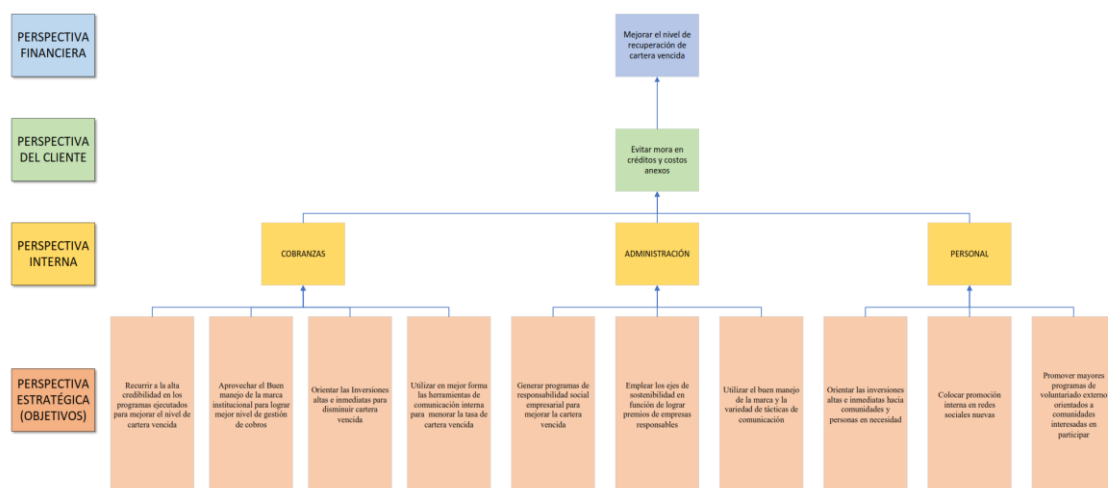 PERSPECTIVA
FINANCIERA
Mejorar el nivel de
recuperación de
cartera vencida
PERSPECTIVA
DEL CLIENTE
Evitar mora en
créditos y costos
anexos
PERSPECTIVA
INTERNA
COBRANZAS
ADMINISTRACIÓN
PERSONAL
PERSPECTIVA
ESTRATÉGICA
(OBJETIVOS)
Recurrir a la alta
credibilidad en los
programas ejecutados
para mejorar el nivel de
cartera vencida
Aprovechar el Buen
manejo de la marca
institucional para lograr
mejor nivel de gestión
de cobros
Orientar las Inversiones
altas e inmediatas para
disminuir cartera
vencida
Utilizar en mejor forma
las herramientas de
comunicación interna
para menorar la tasa de
cartera vencida
Generar programas de
responsabilidad social
empresarial para
mejorar la cartera
vencida
Emplear los ejes de
sostenibilidad en
función de lograr
premios de empresas
responsables
Utilizar el buen manejo
de la marca y la
variedad de tácticas de
comunicación
Orientar las inversiones
altas e inmediatas hacia
comunidades y
personas en necesidad
Colocar promoción
interna en redes
sociales nuevas
Promover mayores
programas de
voluntariado externo
orientados a
comunidades
interesadas en
participar